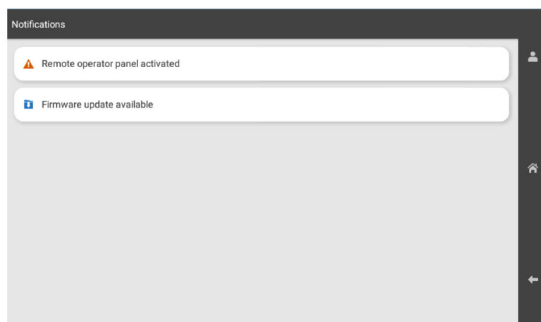 Notifications
Remote operator panel activated
Firmware update available